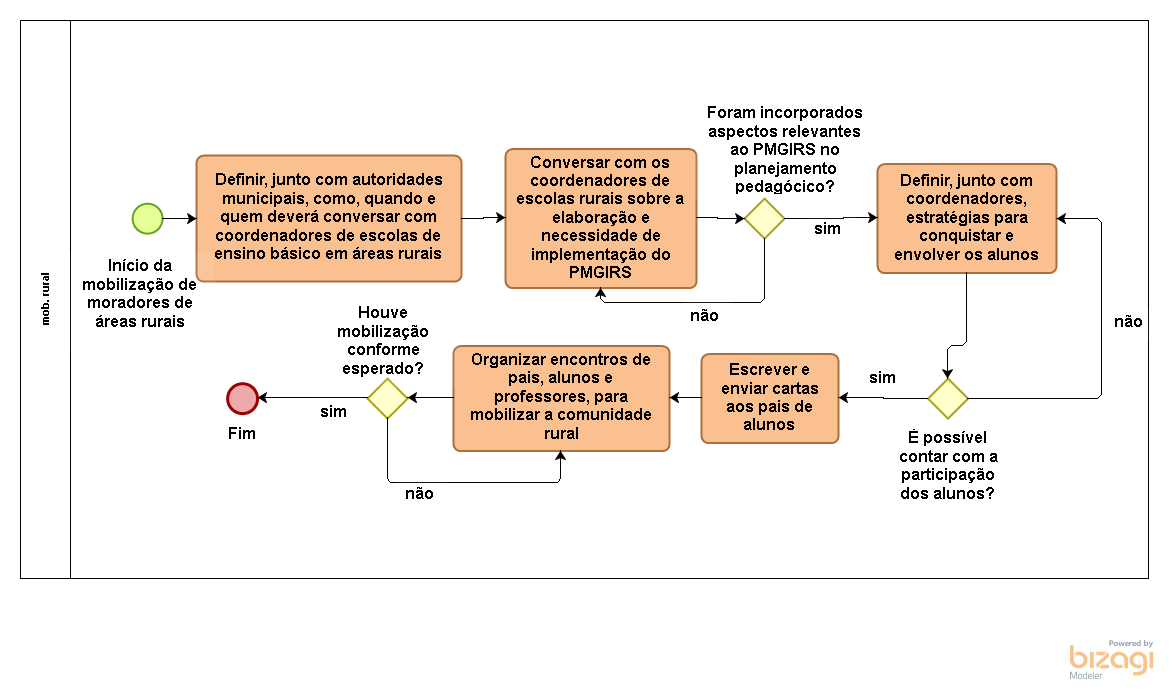 mob. rural
Início da
mobilização de
moradores de
áreas rurais
Definir, junto com autoridades
municipais, como, quando e
quem deverá conversar com
coordenadores de escolas de
ensino básico em áreas rurais
Conversar com os
coordenadores de
escolas rurais sobre a
elaboração e
necessidade de
implementação do
PMGIRS
Foram incorporados
aspectos relevantes
ao PMGIRS no
planejamento
pedagócico?
sim
não
Definir, junto com
coordenadores,
estratégias para
conquistar e
envolver os alunos
não
É possível
contar com a
participação
dos alunos?
sim
Escrever e
enviar cartas
aos pais de
alunos
Organizar encontros de
pais, alunos e
professores, para
mobilizar a comunidade
rural
Houve
mobilização
conforme
esperado?
não
sim
Fim
Powered by
bizagi
Modeler